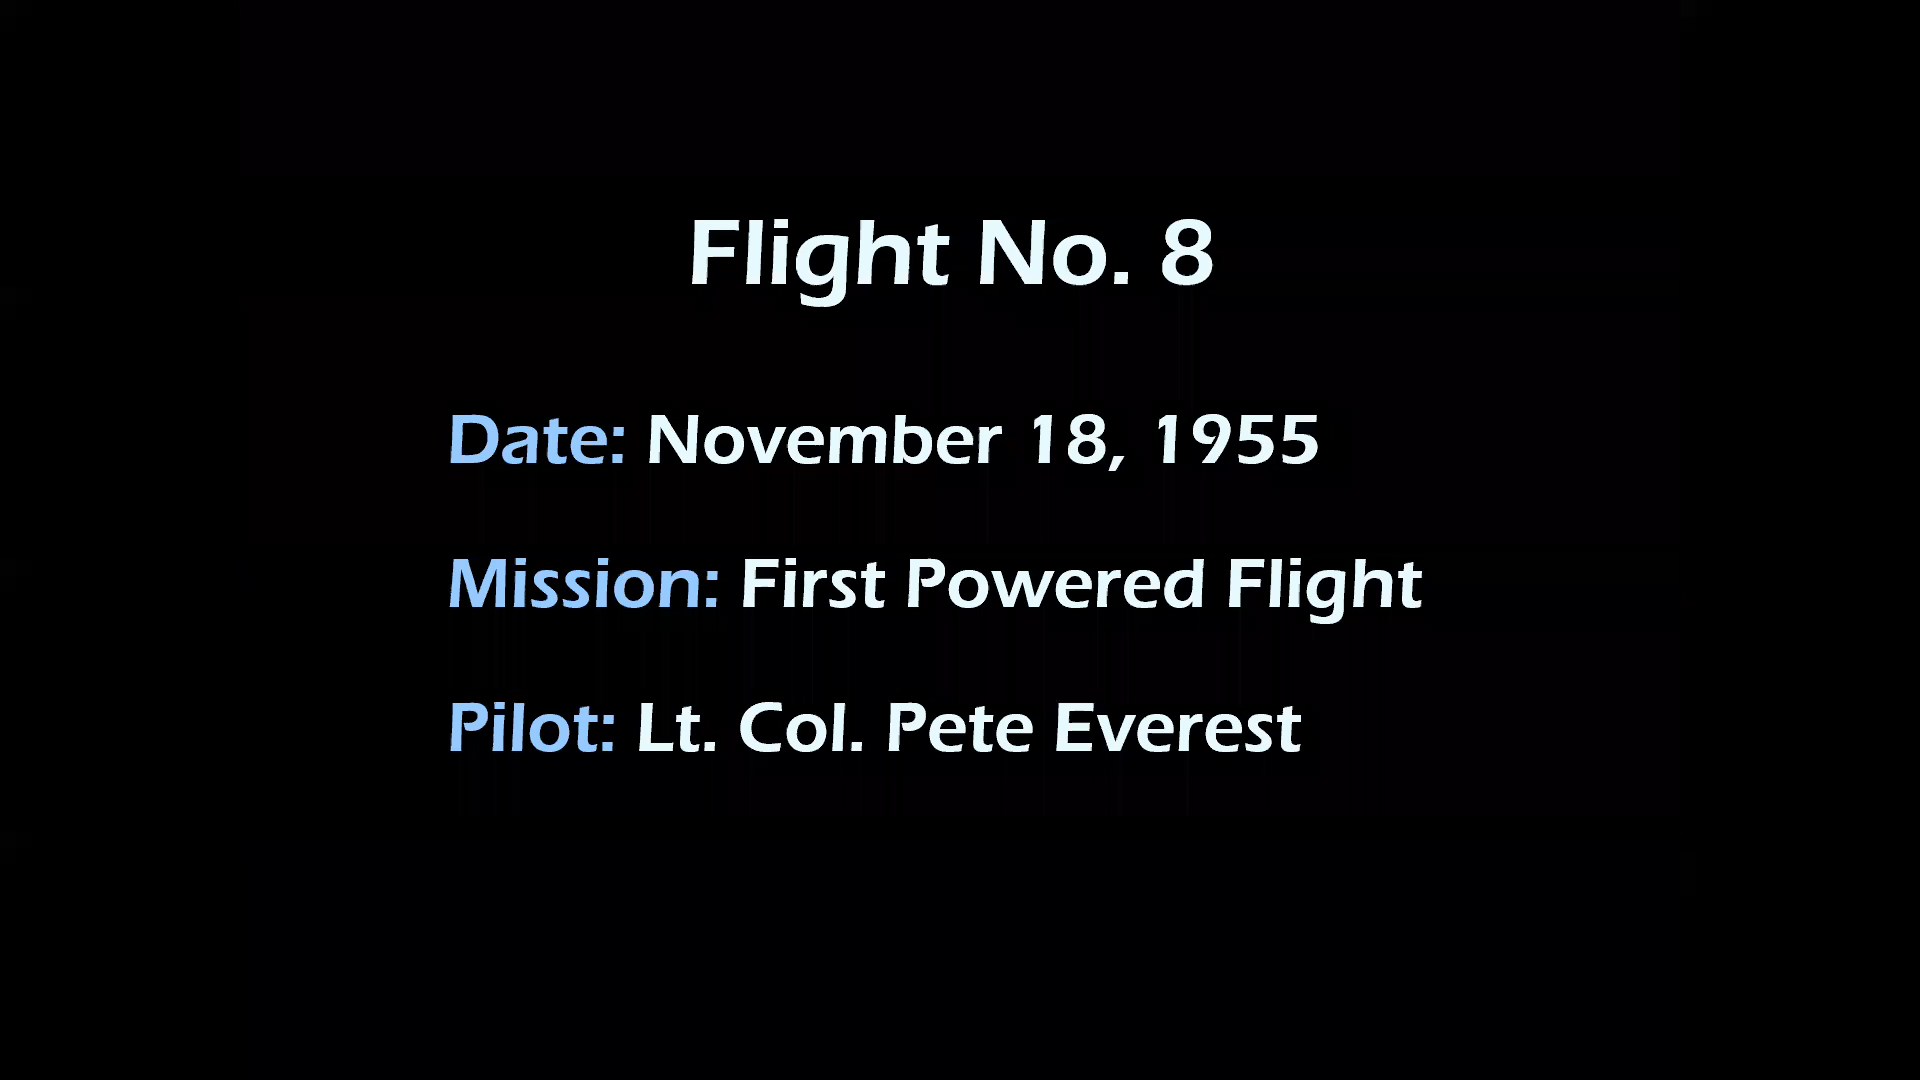 Flight No. 8
Date: November 18, 1955
Mission: First Powered Flight
Pilot: Lt. Col. Pete Everest